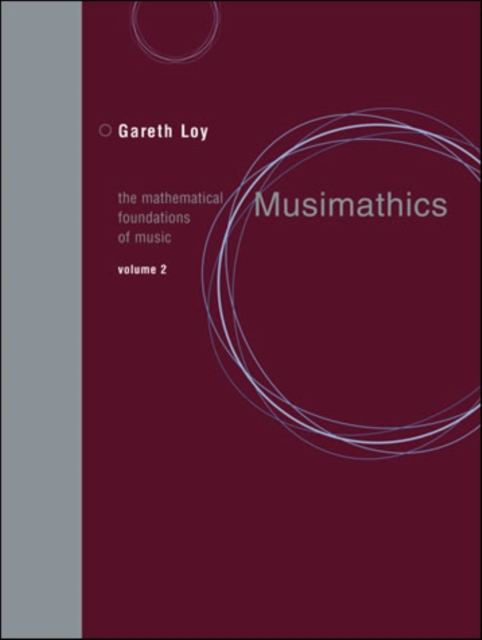 Gareth Loy
the mathematical
foundations
of music
Musimathics
volume 2